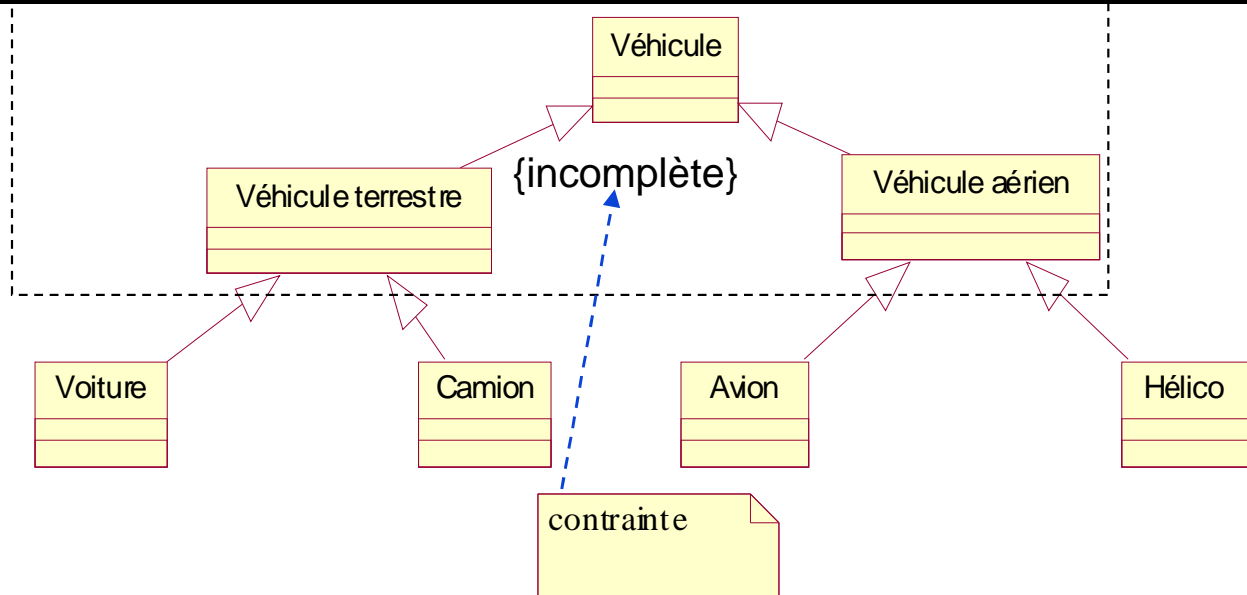 Véhicule
Véhicule terrestre
{incomplète}
Véhicule aérien
Voiture
Camion
Avion
Hélico
contrainte